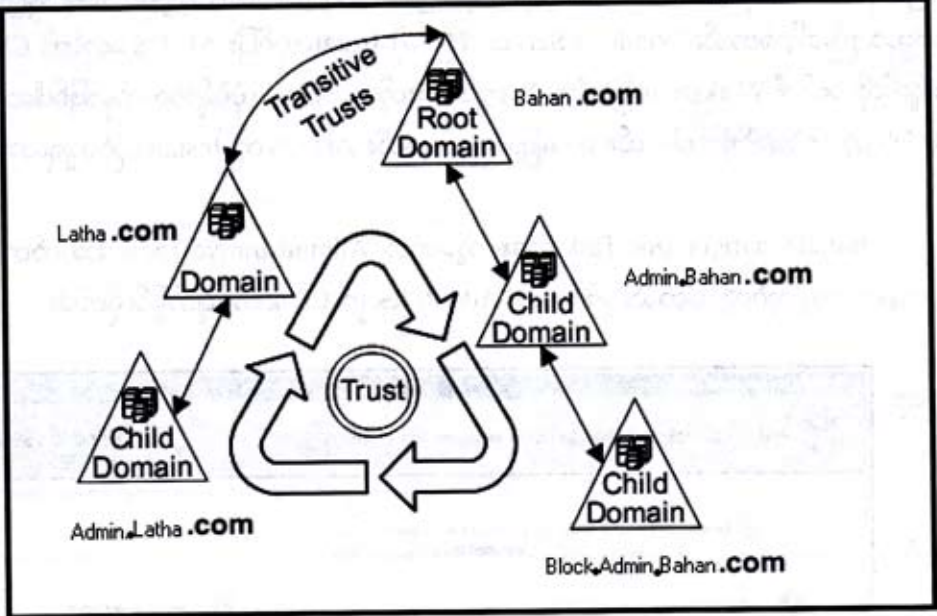 Transitive
Trusts
Root
Domain
Bahan.com
Latha.com
Domain
Child
Domain
Admin.Bahan.com
Trust
Child
Domain
Admin.Latha.com
Child
Domain
Block.Admin.Bahan.com